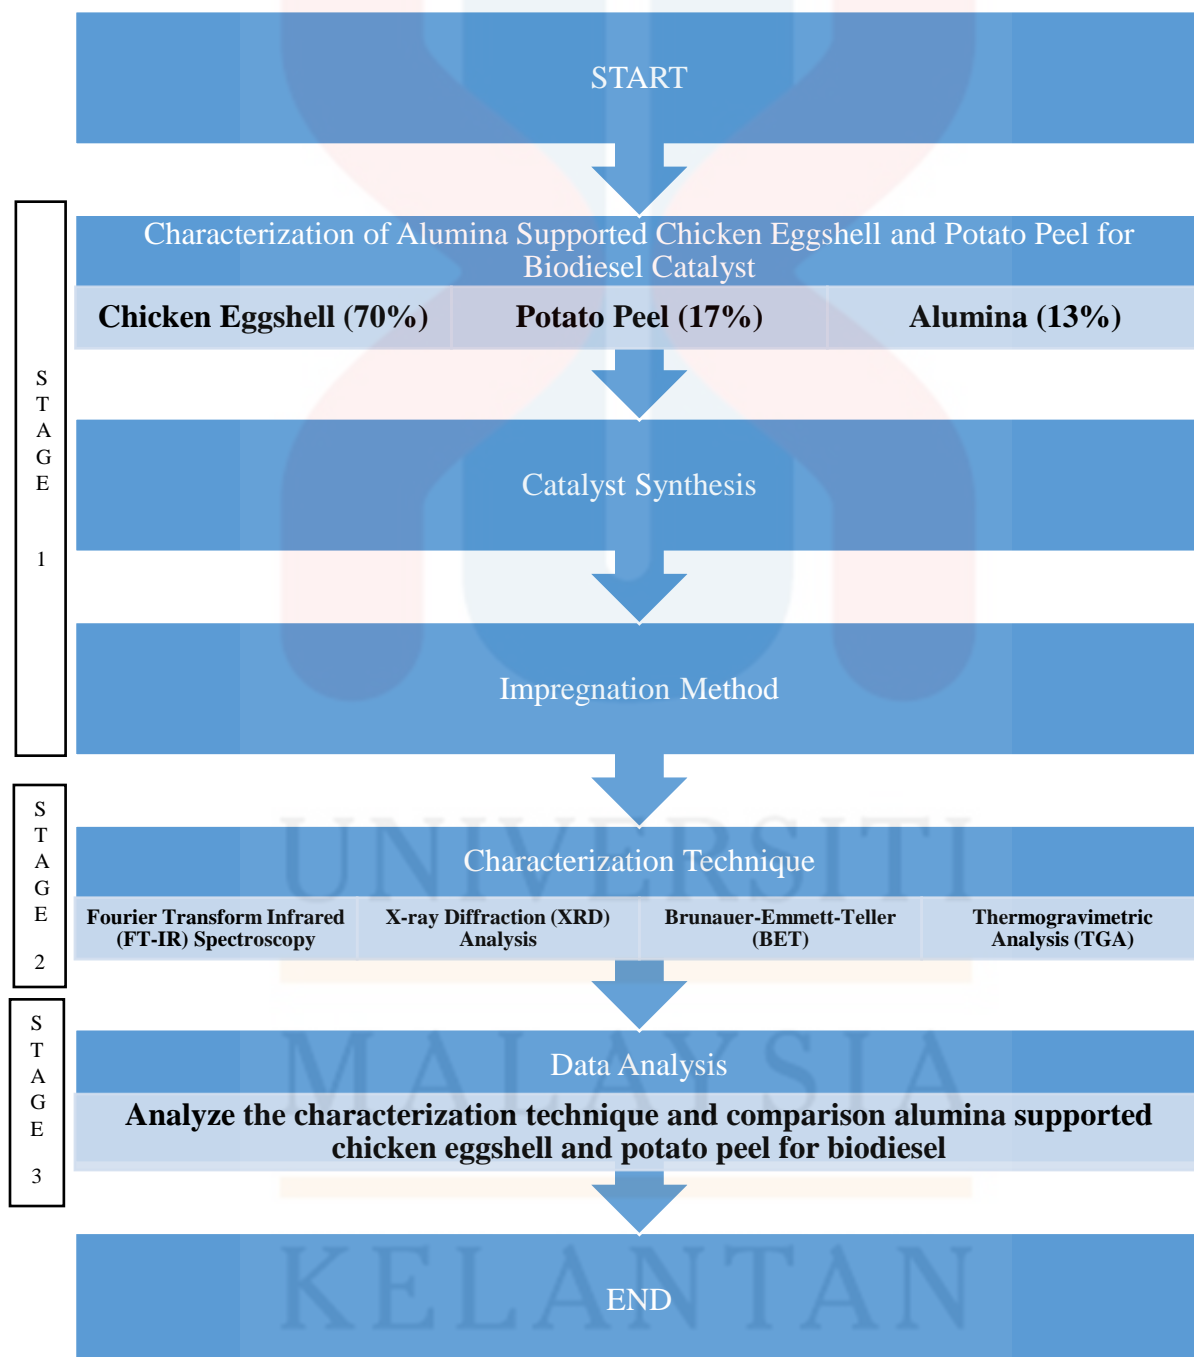 START
Characterization of Alumina Supported Chicken Eggshell and Potato Peel for
Biodiesel Catalyst
Chicken Eggshell (70%)
Potato Peel (17%)
Alumina (13%)
Catalyst Synthesis
Impregnation Method
STAGE 1
Characterization Technique
Fourier Transform Infrared
(FT-IR) Spectroscopy
X-ray Diffraction (XRD)
Analysis
Brunauer-Emmett-Teller
(BET)
Thermogravimetric
Analysis (TGA)
STAGE 2
Data Analysis
Analyze the characterization technique and comparison alumina supported
chicken eggshell and potato peel for biodiesel
STAGE 3
END
UNIVERSITI
MALAYSIA
KELANTAN